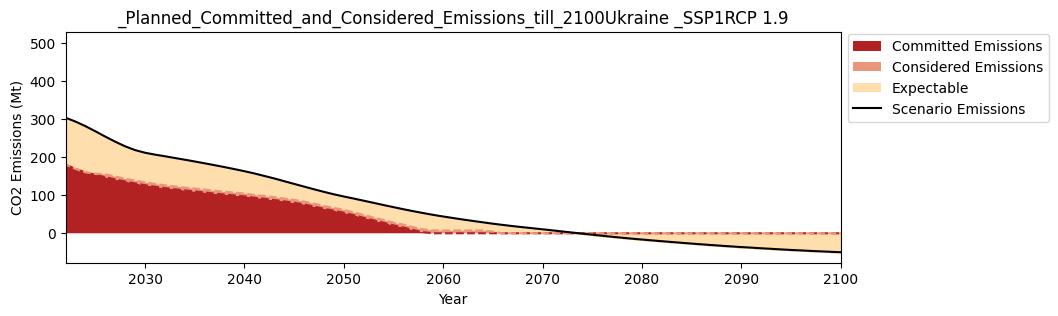 _Planned_Committed_and_Considered_Emissions_till_2100Ukraine _SSP1RCP 1.9
Committed Emissions
Considered Emissions
Expectable
Scenario Emissions
CO2 Emissions (Mt)
500
400
300
200
100
0
2030 2040 2050 2060 2070 2080 2090 2100
Year